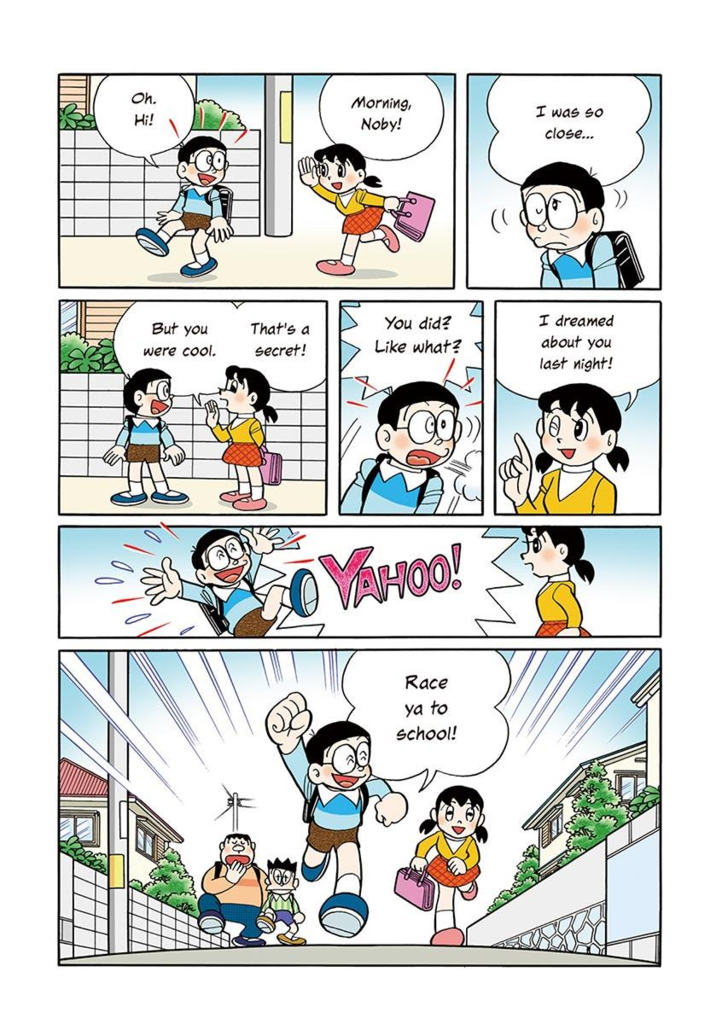 I was so
close...
Morning,
Noby!
Oh.
Hi!
I dreamed
about you
last night!
You did?
Like what?
That's a
secret!
But you
were cool.
YAHOO!
Race
ya to
school!